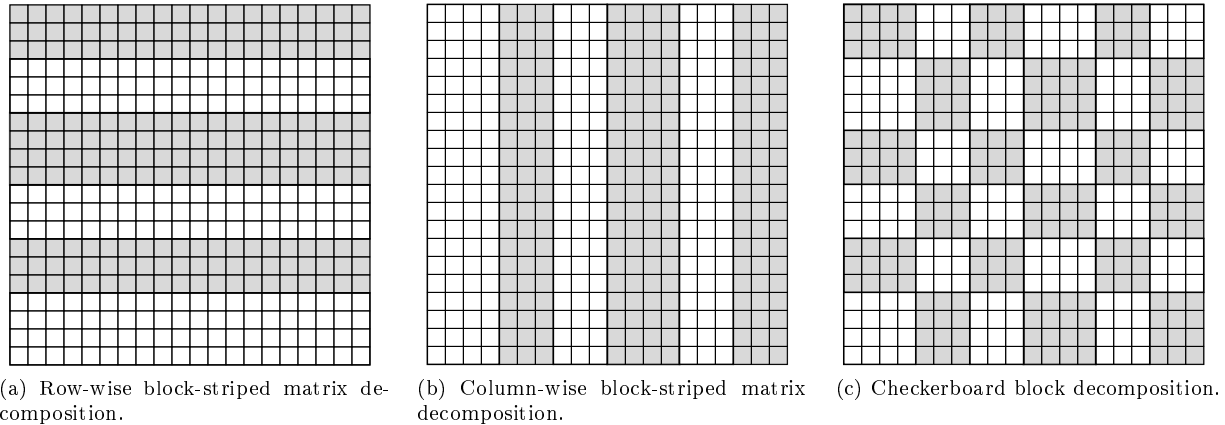 (a) Row-wise block-striped matrix de-
composition.
(b) Column-wise block-striped matrix
decomposition.
(c) Checkerboard block decomposition.